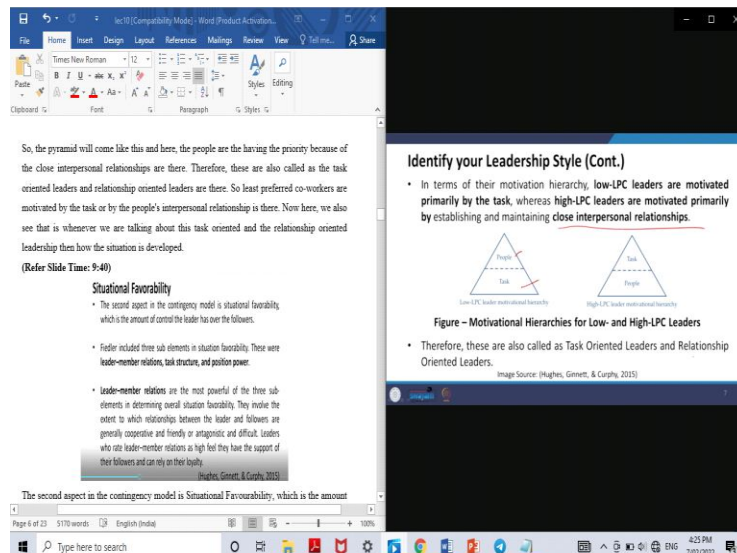 lec10 [Compatibility Mode] - Word (Product Activation...
File Home Insert Design Layout References Mailings Review View Tell me... Share
Times New Roman 12
Paste
Styles Editing
Clipboard Font Paragraph Styles
So, the pyramid will come like this and here, the people are the having the priority because of
the close interpersonal relationships are there. Therefore, these are also called as the task
oriented leaders and relationship oriented leaders are there. So least preferred co-workers are
motivated by the task or by the people's interpersonal relationship is there. Now here, we also
see that is whenever we are talking about this task oriented and the relationship oriented
leadership then how the situation is developed.
(Refer Slide Time: 9:40)
Situational Favorability
• The second aspect in the contingency model is situational favorability,
which is the amount of control the leader has over the followers.
• Fiedler included three sub elements in situation favorability. These were
leader-member relations, task structure, and position power.
• Leader-member relations are the most powerful of the three sub-
elements in determining overall situation favorability. They involve the
extent to which relationships between the leader and followers are
generally cooperative and friendly or antagonistic and difficult. Leaders
who rate leader-member relations as high feel they have the support of
their followers and can rely on their loyalty.
(Hughes, Ginnett, & Curphy, 2015)
The second aspect in the contingency model is Situational Favourability, which is the amount
Page 6 of 23 5170 words English (India) 100%
Identify your Leadership Style (Cont.)
• In terms of their motivation hierarchy, low-LPC leaders are motivated
primarily by the task, whereas high-LPC leaders are motivated primarily
by establishing and maintaining close interpersonal relationships.
People
Task
Low-LPC leader motivational hierarchy
Task
People
High-LPC leader motivational hierarchy
Figure – Motivational Hierarchies for Low- and High-LPC Leaders
• Therefore, these are also called as Task Oriented Leaders and Relationship
Oriented Leaders.
Image Source: (Hughes, Ginnett, & Curphy, 2015)
7
Type here to search
ENG
4:25 PM